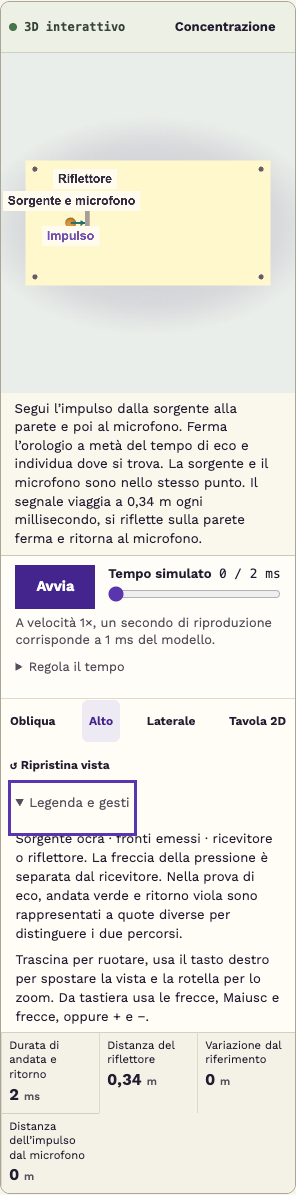 3D interattivo
Concentrazione
Riflettore
Sorgente e microfono
Impulso
Segui l’impulso dalla sorgente alla
parete e poi al microfono. Ferma
l’orologio a metà del tempo di eco e
individua dove si trova. La sorgente e il
microfono sono nello stesso punto. Il
segnale viaggia a 0,34 m ogni
millisecondo, si riflette sulla parete
ferma e ritorna al microfono.
Avvia
Tempo simulato 0 / 2 ms
A velocità 1×, un secondo di riproduzione
corrisponde a 1 ms del modello.
▶ Regola il tempo
Obliqua
Alto
Laterale
Tavola 2D
↺ Ripristina vista
▼ Legenda e gesti
Sorgente ocra · fronti emessi · ricevitore
o riflettore. La freccia della pressione è
separata dal ricevitore. Nella prova di
eco, andata verde e ritorno viola sono
rappresentati a quote diverse per
distinguere i due percorsi.
Trascina per ruotare, usa il tasto destro
per spostare la vista e la rotella per lo
zoom. Da tastiera usa le frecce, Maiusc e
frecce, oppure + e −.
Durata di
andata e
ritorno
2 ms
Distanza del
riflettore
0,34 m
Variazione dal
riferimento
0 m
Distanza
dell’impulso
dal microfono
0 m